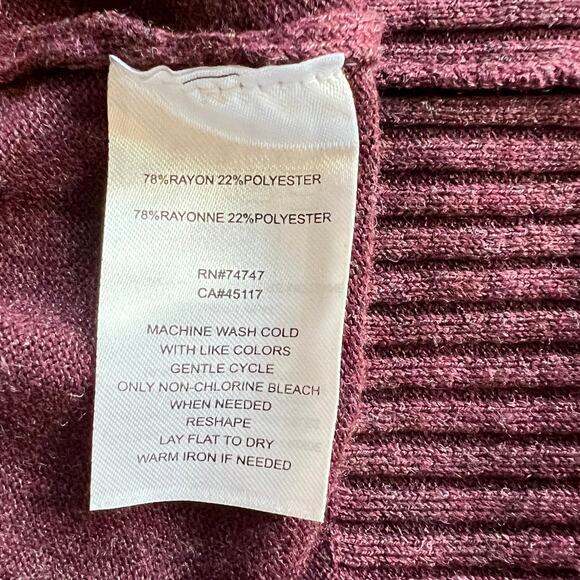 78%RAYON 22%POLYESTER
78%RAYONNE 22%POLYESTER
RN#74747
CA#45117
MACHINE WASH COLD
WITH LIKE COLORS
GENTLE CYCLE
ONLY NON-CHLORINE BLEACH
WHEN NEEDED
RESHAPE
LAY FLAT TO DRY
WARM IRON IF NEEDED